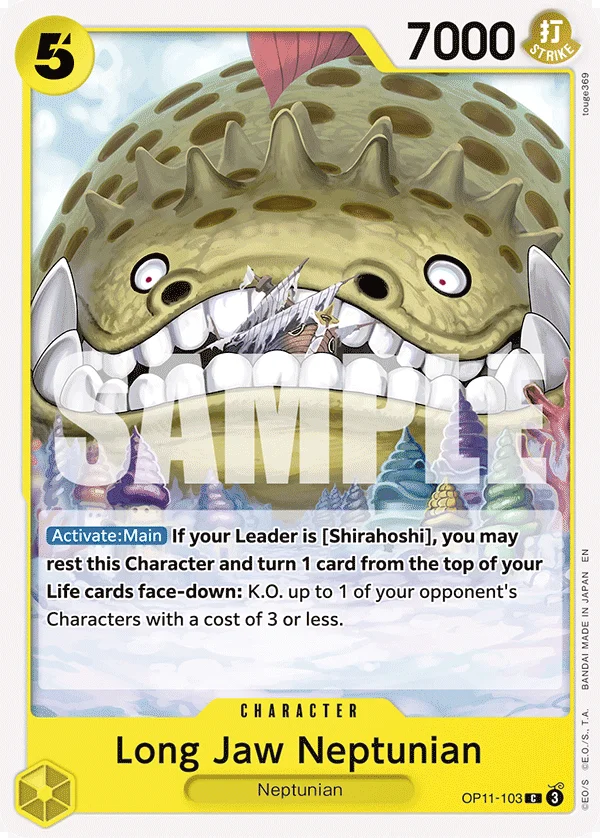 5
7000
打
STRIKE
touge369
SAMPLE
Activate:Main If your Leader is [Shirahoshi], you may
rest this Character and turn 1 card from the top of your
Life cards face-down: K.O. up to 1 of your opponent's
Characters with a cost of 3 or less.
CHARACTER
Long Jaw Neptunian
Neptunian
OP11-103 C 3
©E.O/S ©E.O./S., T.A. BANDAI MADE IN JAPAN EN